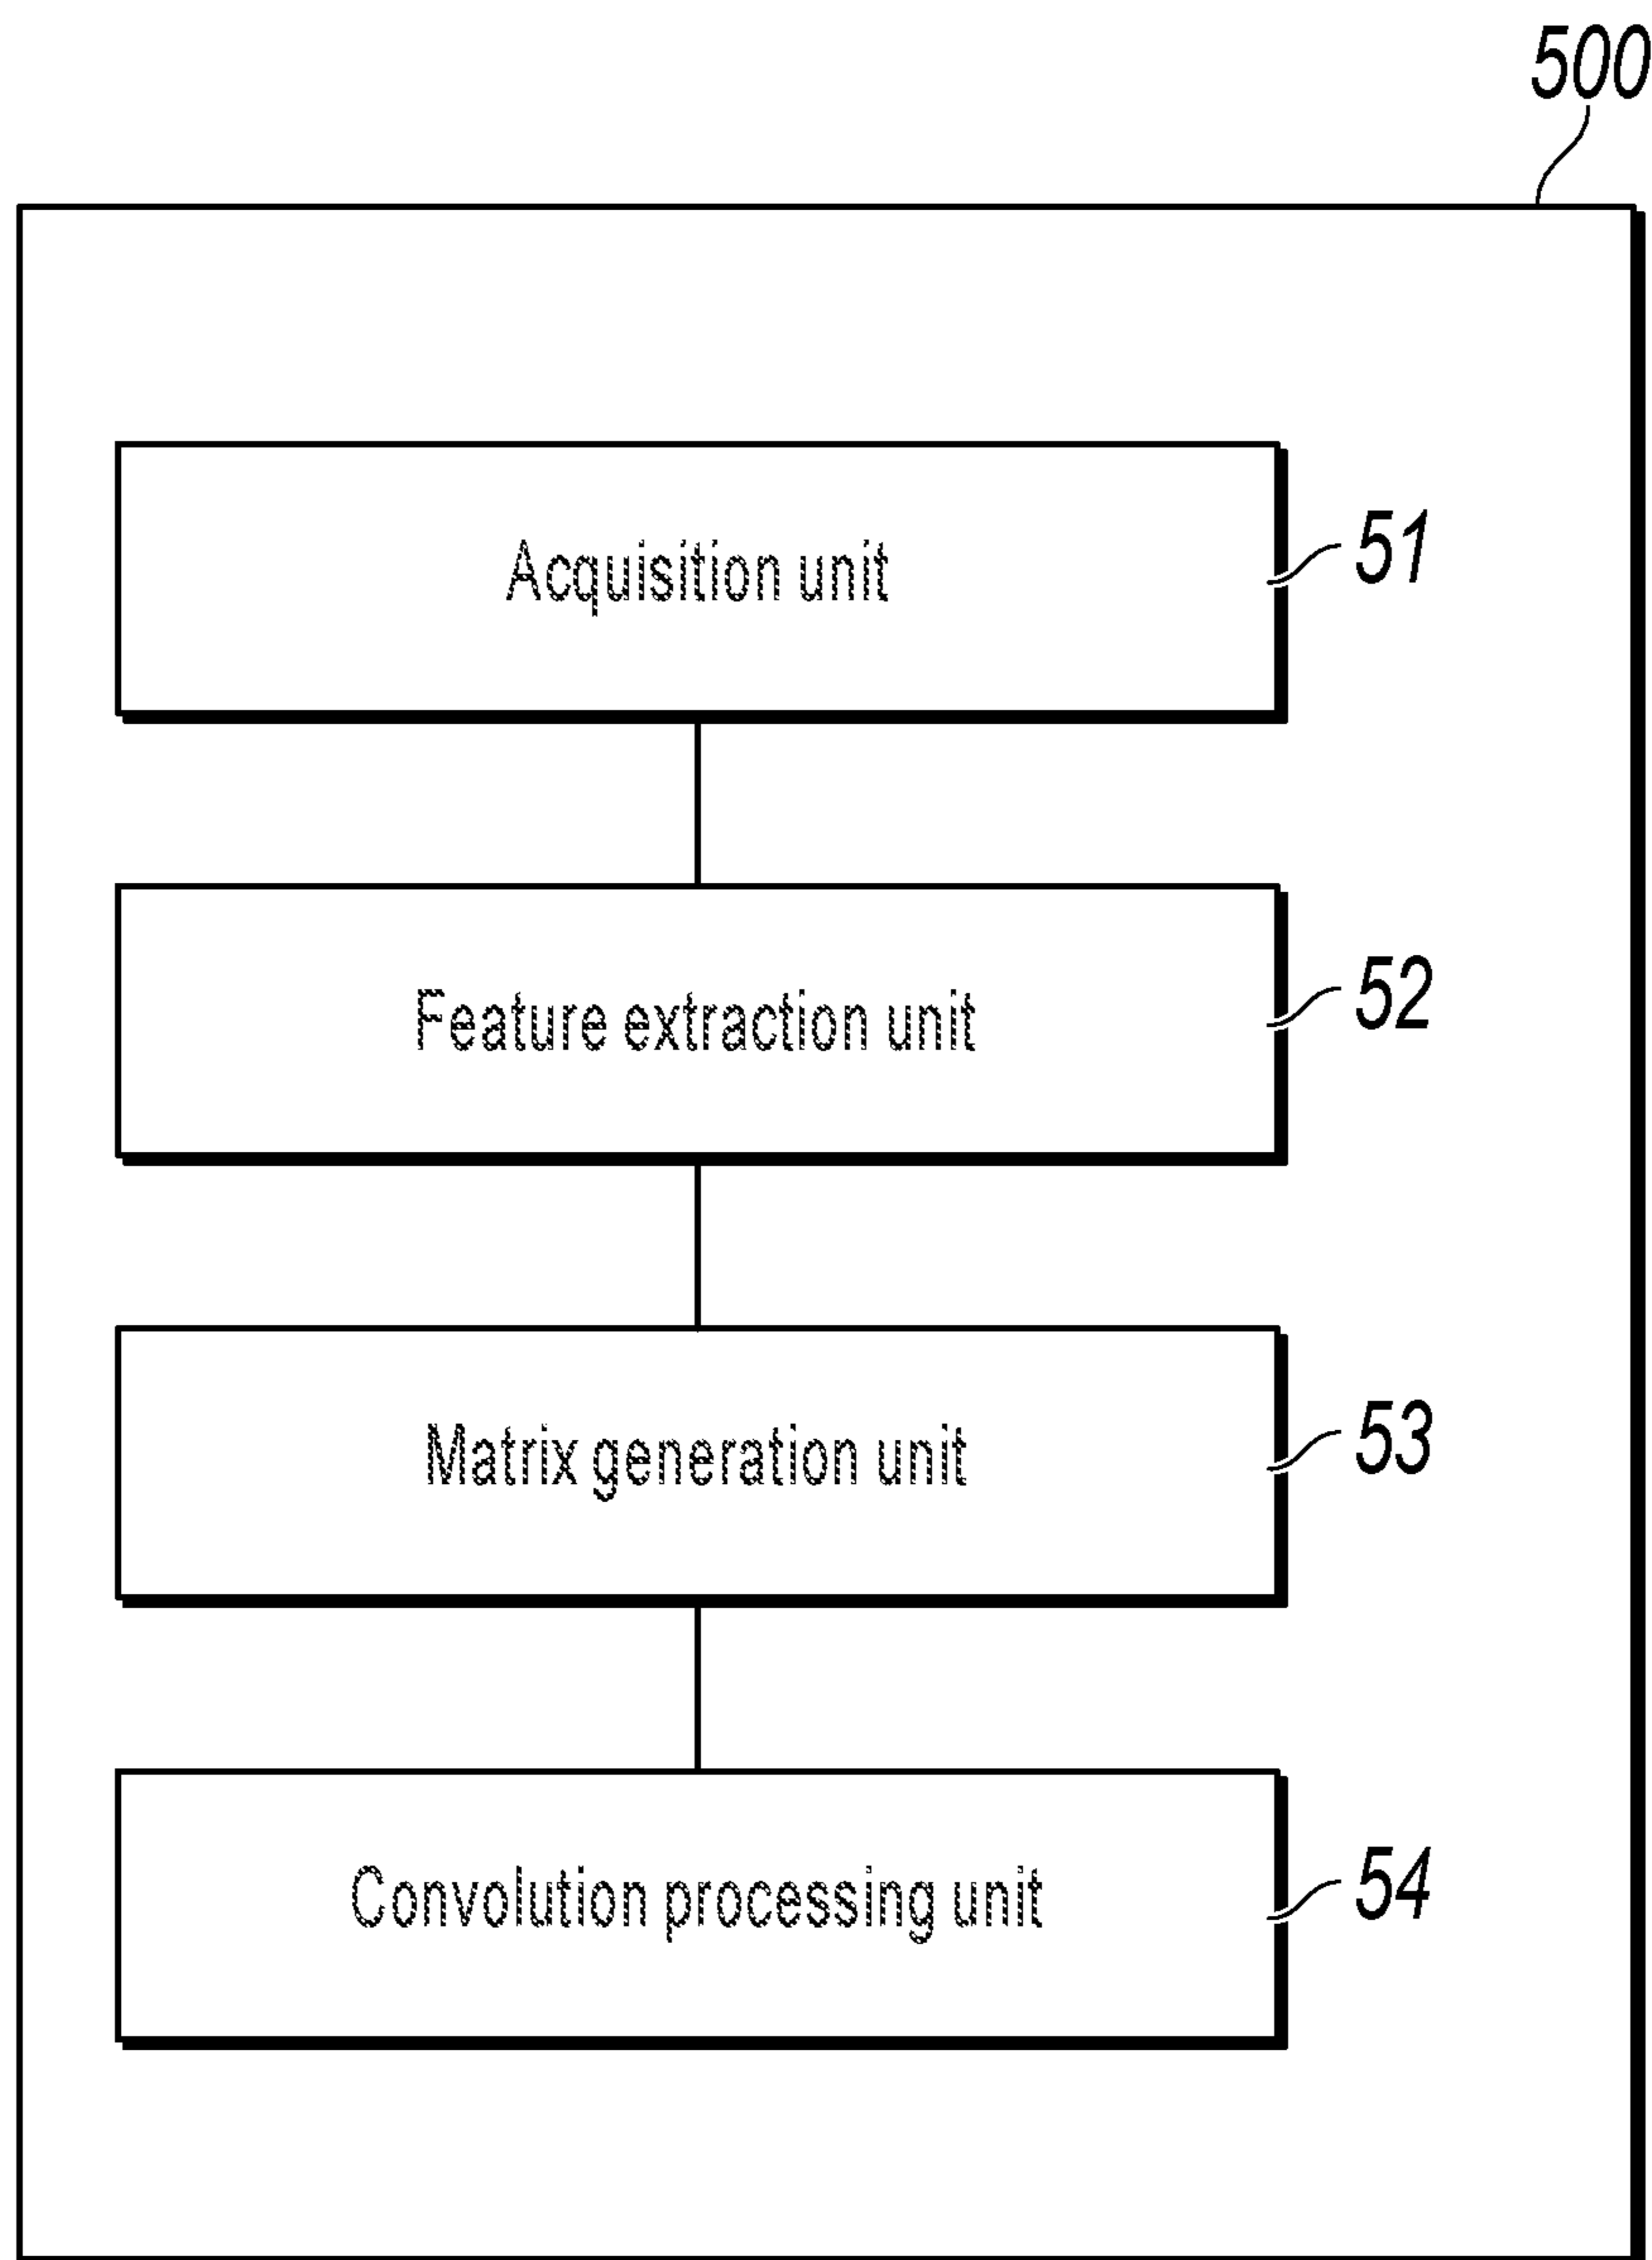 500
Acquisition unit
51
Feature extraction unit
52
Matrix generation unit
53
Convolution processing unit
54